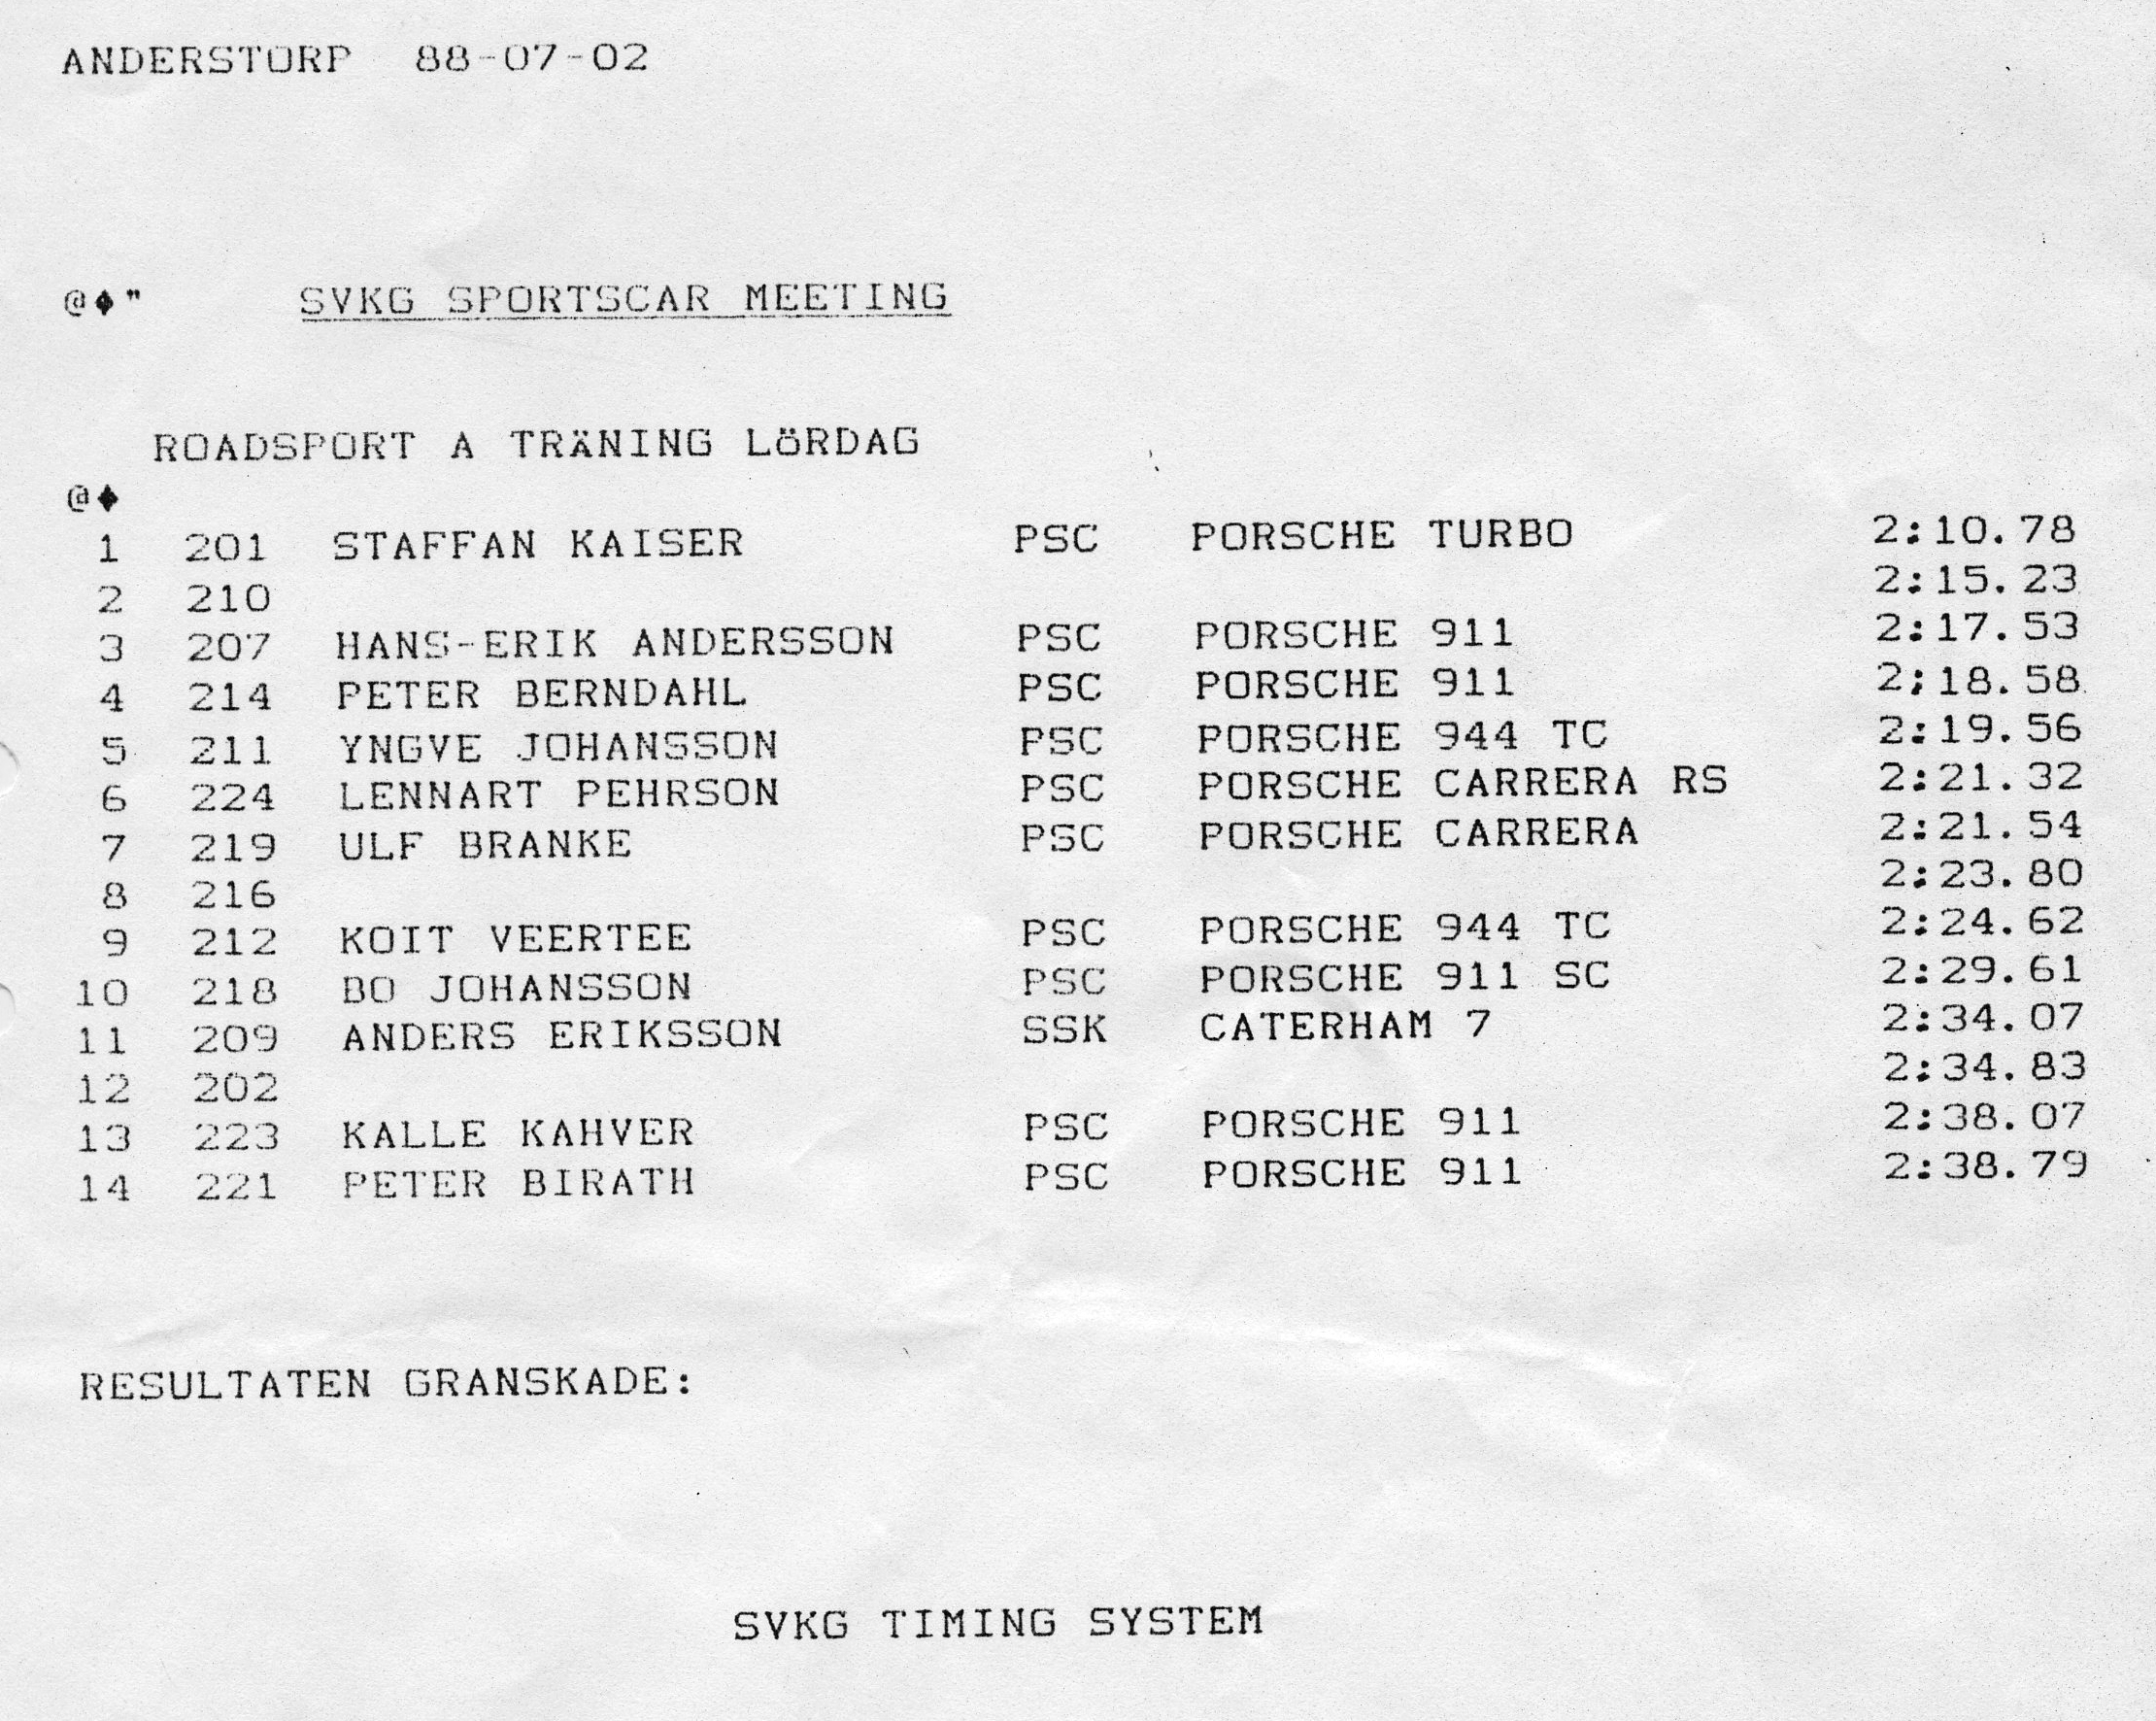 ANDERSTORP 88-07-02
@♦" SVKG SPORTSCAR MEETING
ROADSPORT A TRÄNING LÖRDAG
@♦
1 201 STAFFAN KAISER PSC PORSCHE TURBO 2:10.78
2 210 2:15.23
3 207 HANS-ERIK ANDERSSON PSC PORSCHE 911 2:17.53
4 214 PETER BERNDAHL PSC PORSCHE 911 2:18.58
5 211 YNGVE JOHANSSON PSC PORSCHE 944 TC 2:19.56
6 224 LENNART PEHRSON PSC PORSCHE CARRERA RS 2:21.32
7 219 ULF BRANKE PSC PORSCHE CARRERA 2:21.54
8 216 2:23.80
9 212 KOIT VEERTEE PSC PORSCHE 944 TC 2:24.62
10 218 BO JOHANSSON PSC PORSCHE 911 SC 2:29.61
11 209 ANDERS ERIKSSON SSK CATERHAM 7 2:34.07
12 202 2:34.83
13 223 KALLE KAHVER PSC PORSCHE 911 2:38.07
14 221 PETER BIRATH PSC PORSCHE 911 2:38.79
RESULTATEN GRANSKADE:
SVKG TIMING SYSTEM